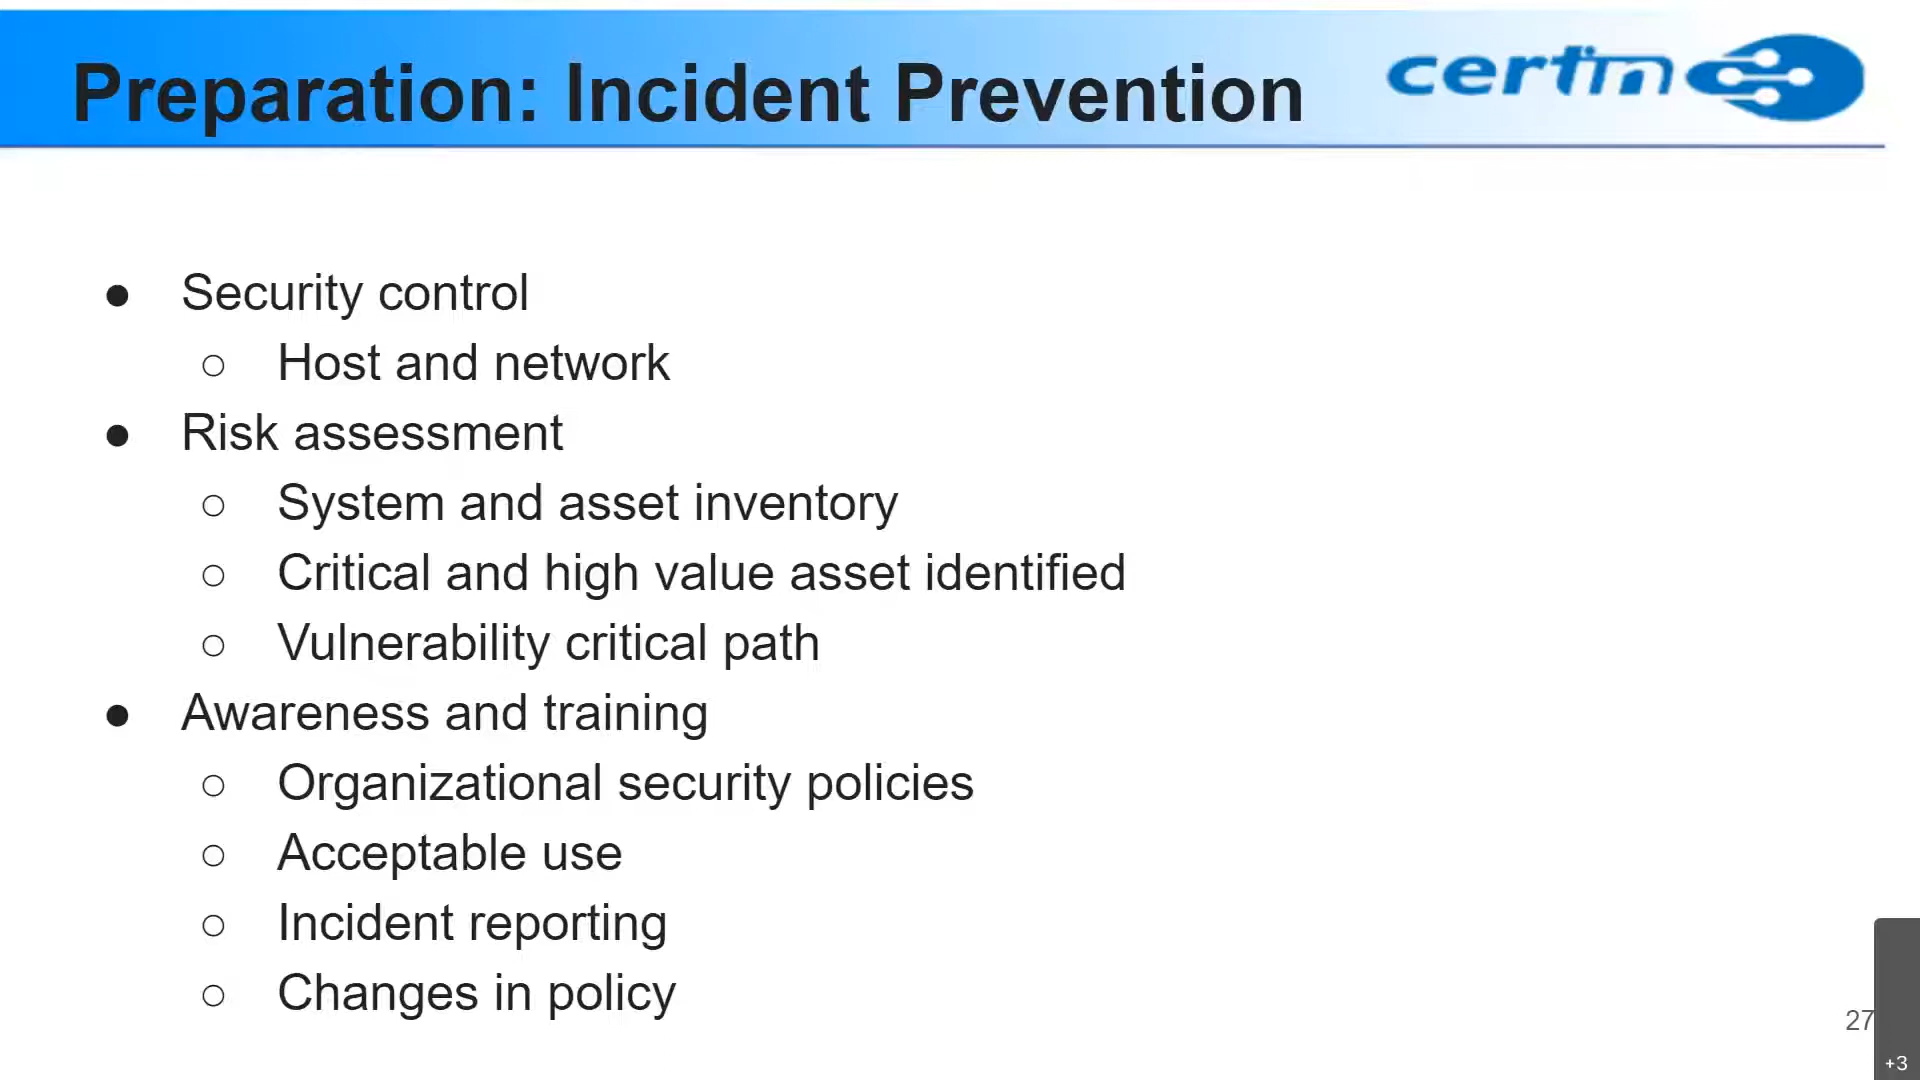 Preparation: Incident Prevention
certin
● Security control
○ Host and network
● Risk assessment
○ System and asset inventory
○ Critical and high value asset identified
○ Vulnerability critical path
● Awareness and training
○ Organizational security policies
○ Acceptable use
○ Incident reporting
○ Changes in policy
27
+3